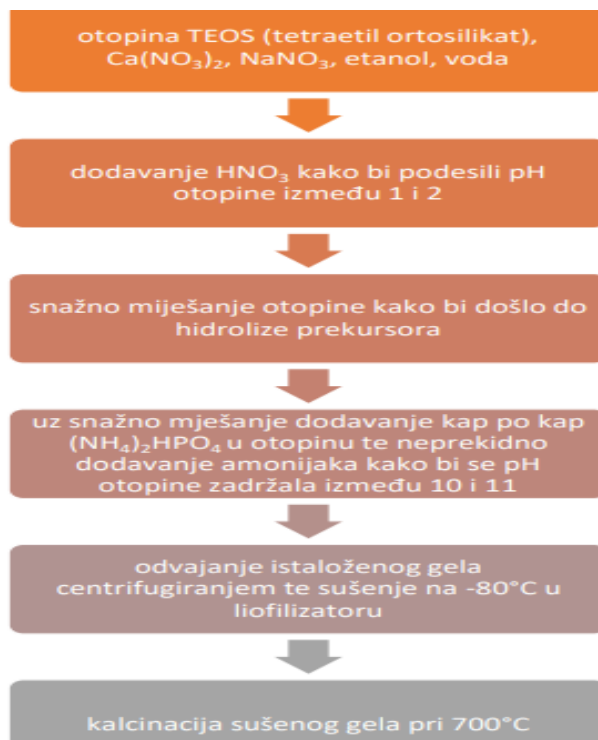 otopina TEOS (tetraetil ortosilikat),
Ca(NO₃)₂, NaNO₃, etanol, voda
dodavanje HNO₃ kako bi podesili pH
otopine između 1 i 2
snažno miješanje otopine kako bi došlo do
hidrolize prekursora
uz snažno mješanje dodavanje kap po kap
(NH₄)₂HPO₄ u otopinu te neprekidno
dodavanje amonijaka kako bi se pH
otopine zadržala između 10 i 11
odvajanje istaloženog gela
centrifugiranjem te sušenje na -80°C u
liofilizatoru
kalcinacija sušenog gela pri 700°C